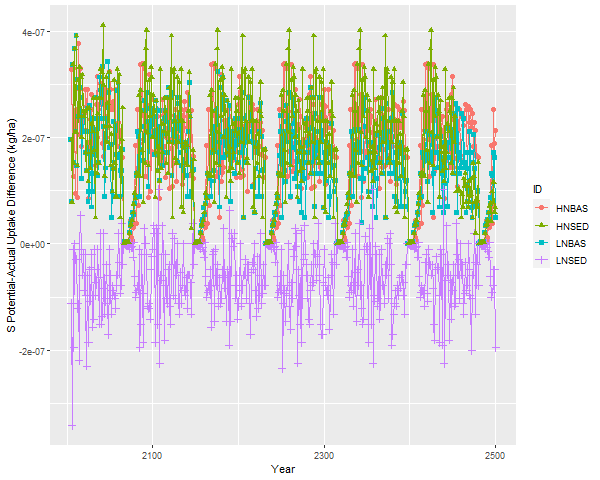 S Potential-Actual Uptake Difference (kg/ha)
4e-07
2e-07
0e+00
-2e-07
2100
2300
2500
Year
ID
HNBAS
HNSED
LNBAS
LNSED